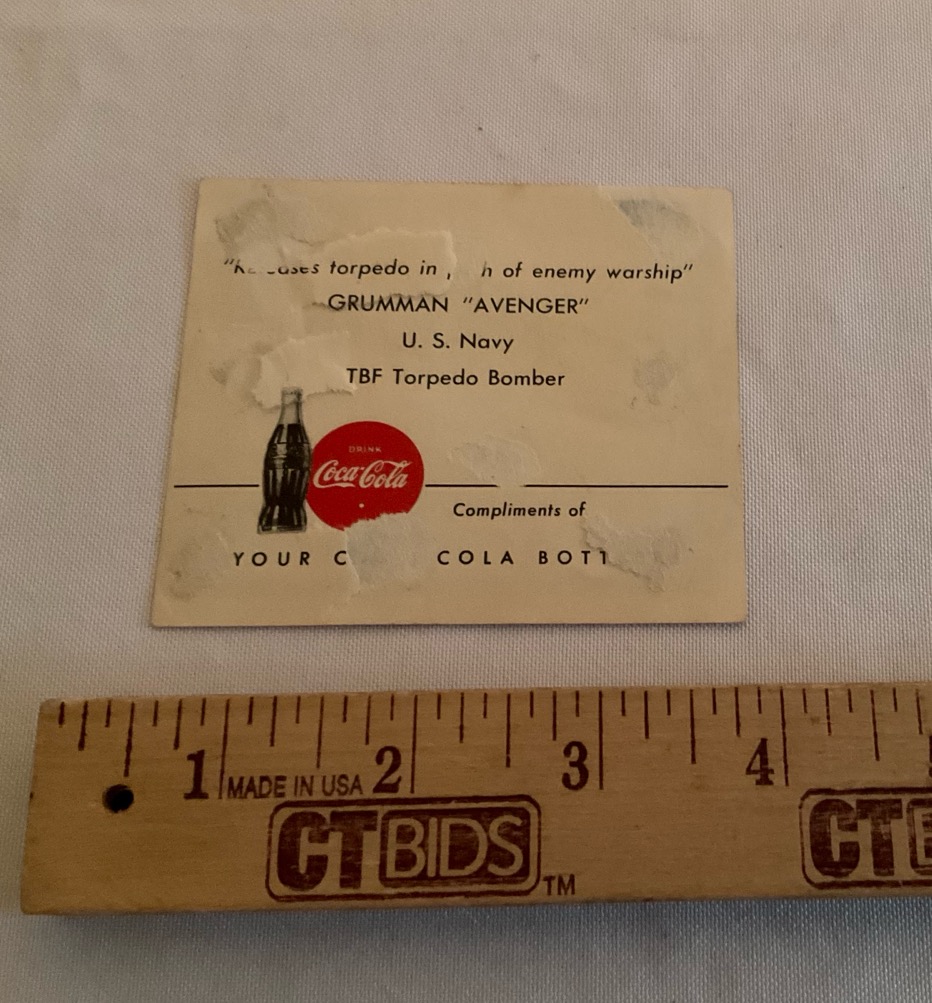 torpedo in of enemy warship"
GRUMMAN "AVENGER"
U. S. Navy
TBF Torpedo Bomber
DRINK
Coca-Cola
Compliments of
YOUR COLA
1 MADE IN USA 2 3 4
CTBIDS TM